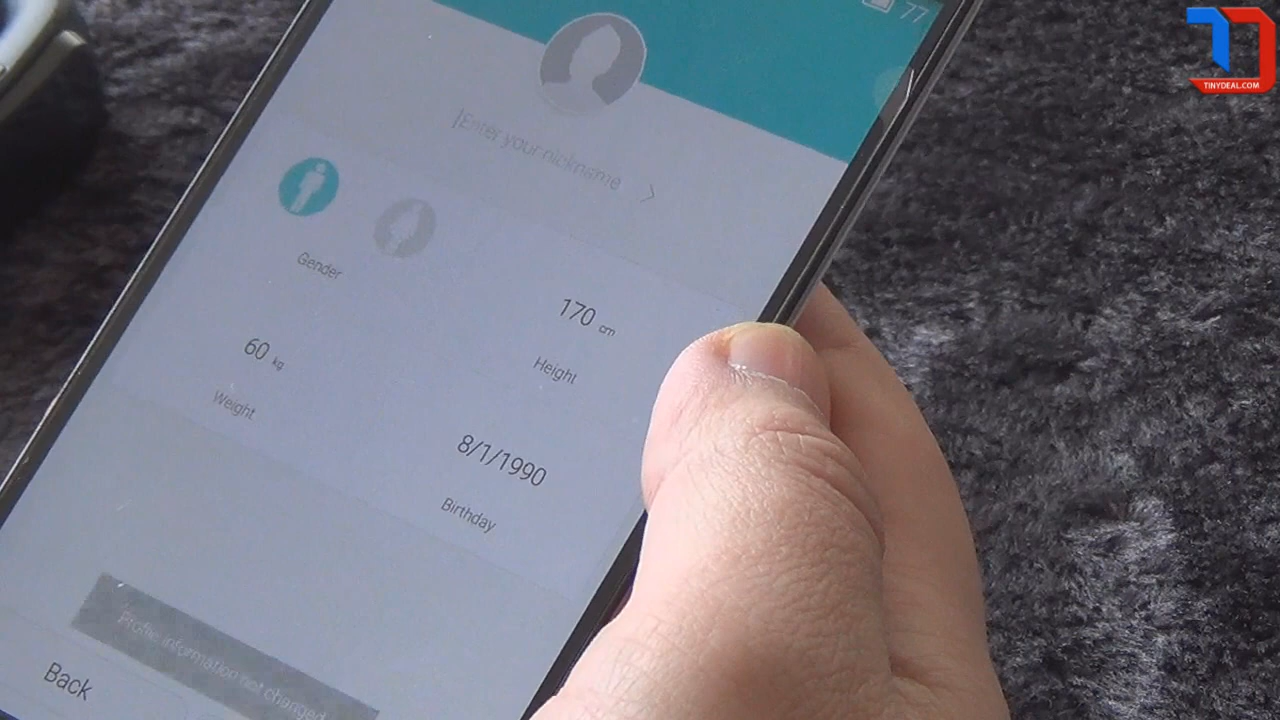 77
Enter your nickname >
Gender
170 cm
Height
60 kg
Weight
8/1/1990
Birthday
Profile information not changed
Back
TINYDEAL.COM